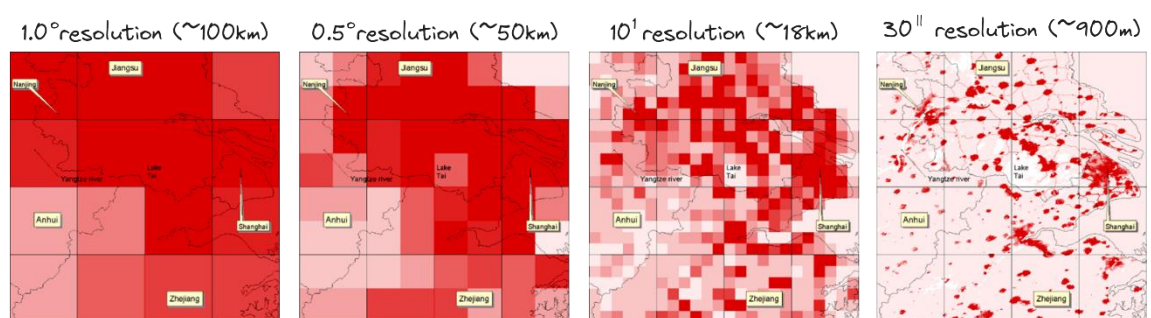 1.0° resolution (~100km)
0.5° resolution (~50km)
10' resolution (~18km)
30" resolution (~900m)
Jiangsu
Nanjing
Lake
Tai
Yangtze river
Anhui
Shanghai
Zhejiang
Jiangsu
Nanjing
Lake
Tai
Yangtze river
Anhui
Shanghai
Zhejiang
Jiangsu
Nanjing
Lake
Tai
Yangtze river
Anhui
Shanghai
Zhejiang
Jiangsu
Nanjing
Lake
Tai
Yangtze river
Anhui
Shanghai
Zhejiang